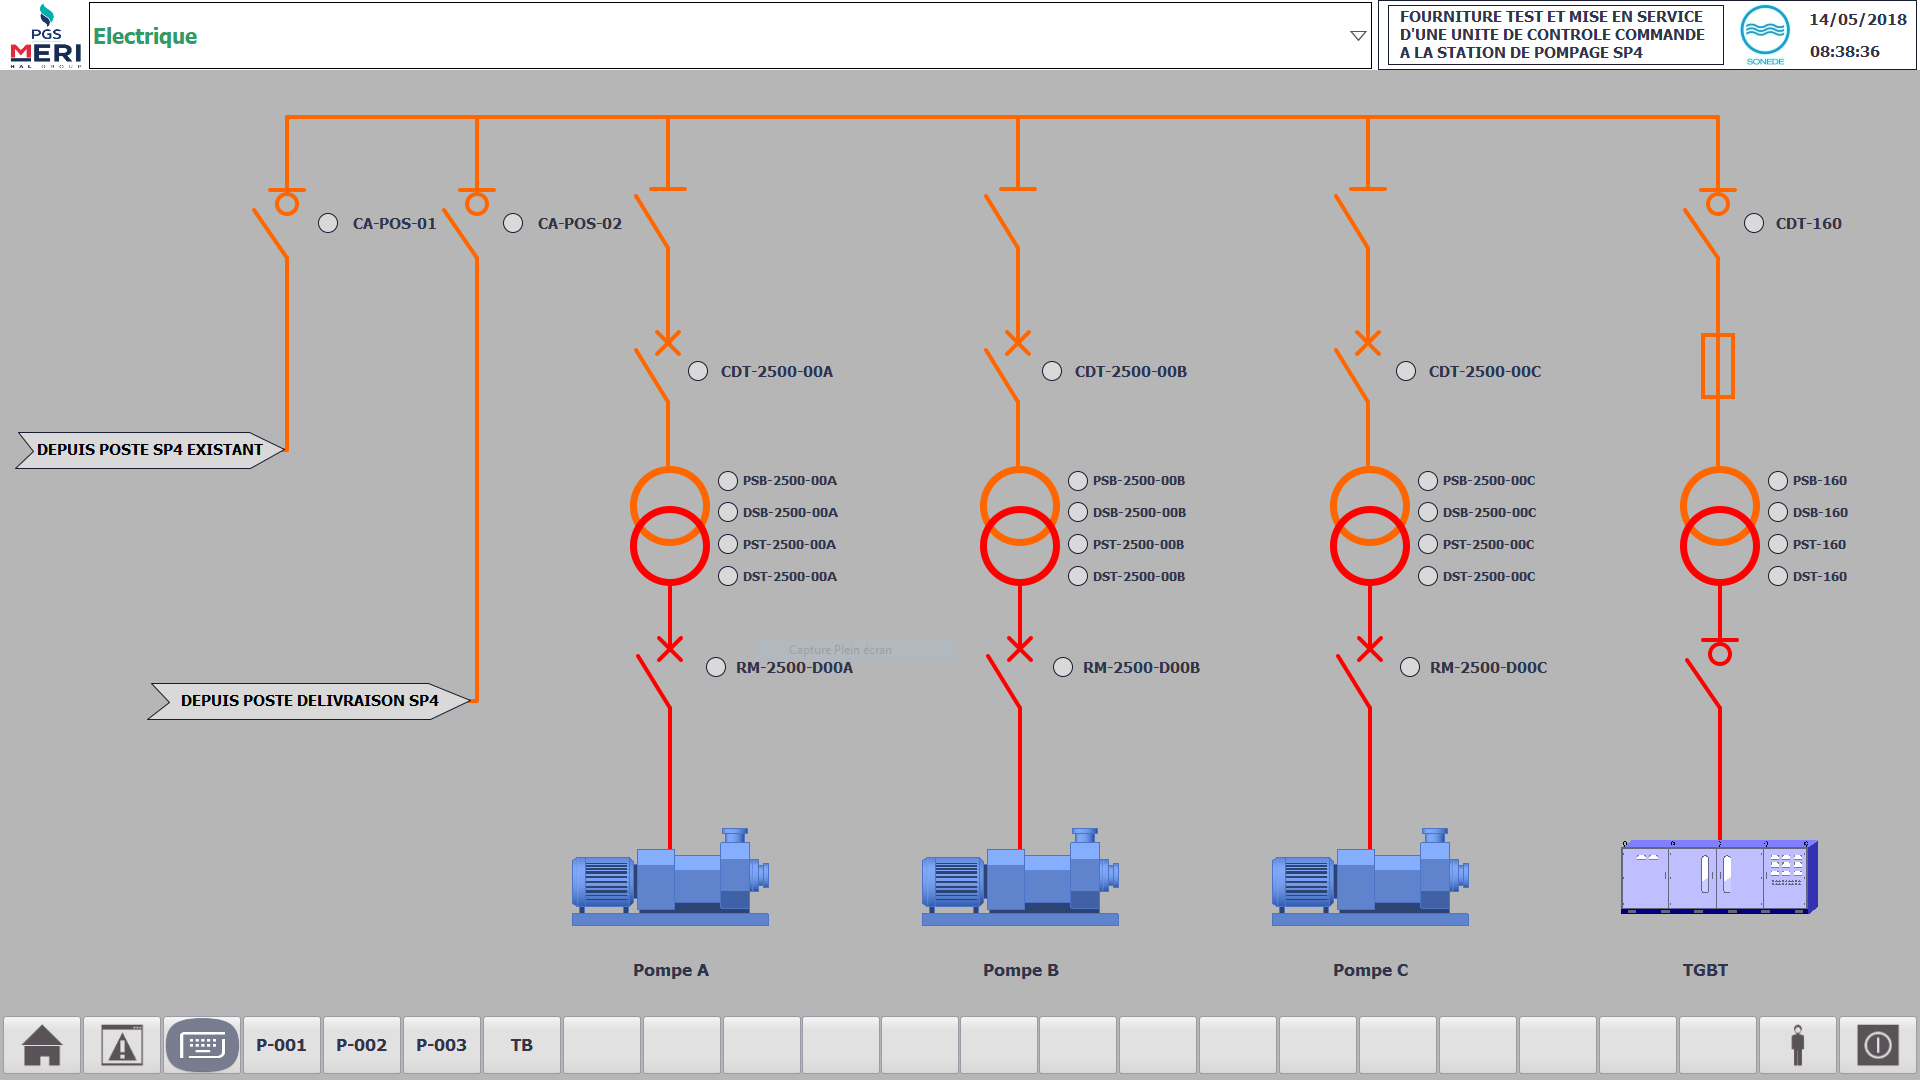 PGS
MERI
HAL GROUP
Electrique
FOURNITURE TEST ET MISE EN SERVICE
D'UNE UNITE DE CONTROLE COMMANDE
A LA STATION DE POMPAGE SP4
SONEDE
14/05/2018
08:38:36
CA-POS-01
CA-POS-02
CDT-160
CDT-2500-00A
CDT-2500-00B
CDT-2500-00C
DEPUIS POSTE SP4 EXISTANT
PSB-2500-00A
DSB-2500-00A
PST-2500-00A
DST-2500-00A
PSB-2500-00B
DSB-2500-00B
PST-2500-00B
DST-2500-00B
PSB-2500-00C
DSB-2500-00C
PST-2500-00C
DST-2500-00C
PSB-160
DSB-160
PST-160
DST-160
Capture Plein écran
RM-2500-D00A
RM-2500-D00B
RM-2500-D00C
DEPUIS POSTE DELIVRAISON SP4
Pompe A
Pompe B
Pompe C
TGBT
P-001
P-002
P-003
TB